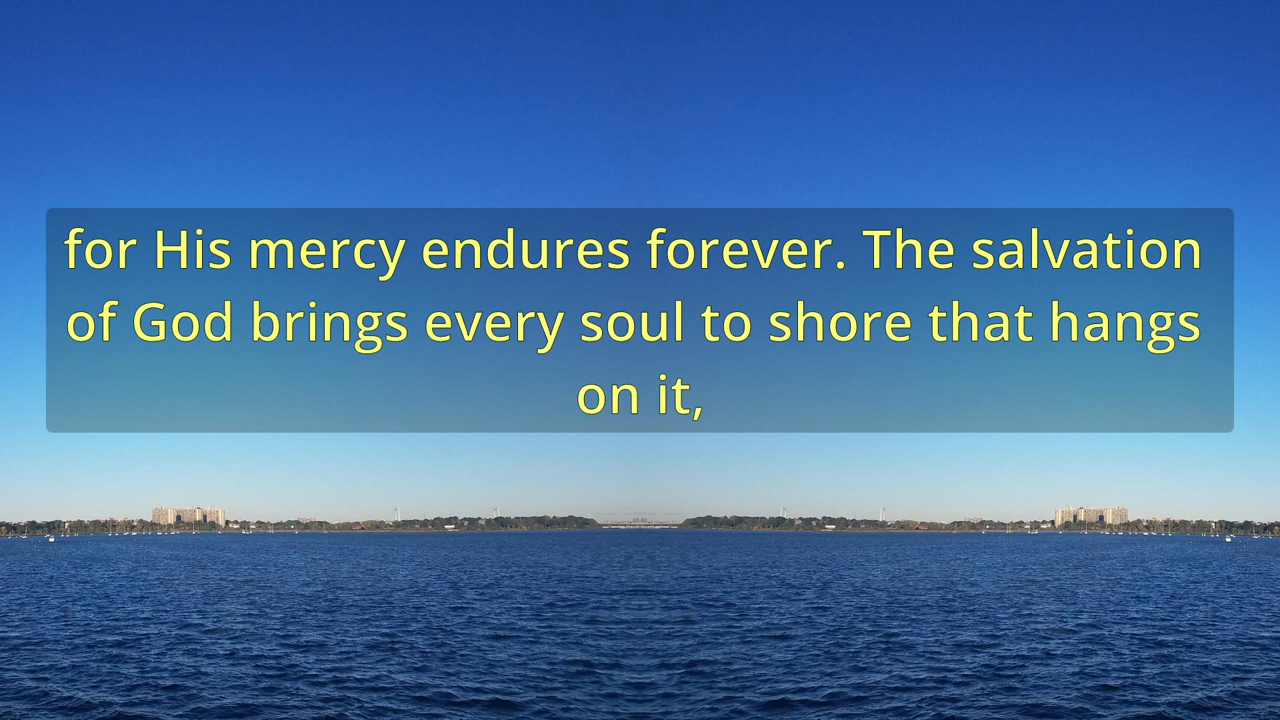 for His mercy endures forever. The salvation
of God brings every soul to shore that hangs
on it,